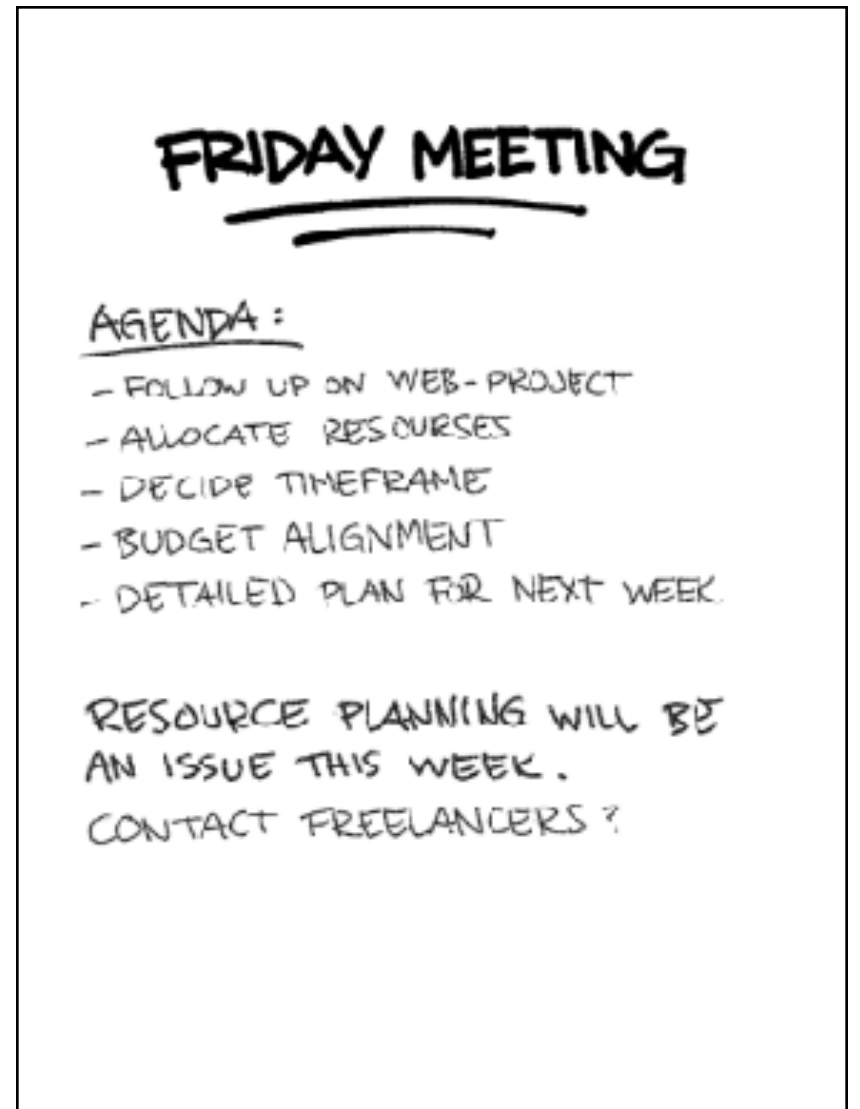 FRIDAY MEETING
AGENDA:
- FOLLOW UP ON WEB-PROJECT
- ALLOCATE RESOURSES
- DECIDE TIMEFRAME
- BUDGET ALIGNMENT
- DETAILED PLAN FOR NEXT WEEK
RESOURCE PLANNING WILL BE
AN ISSUE THIS WEEK.
CONTACT FREELANCERS?